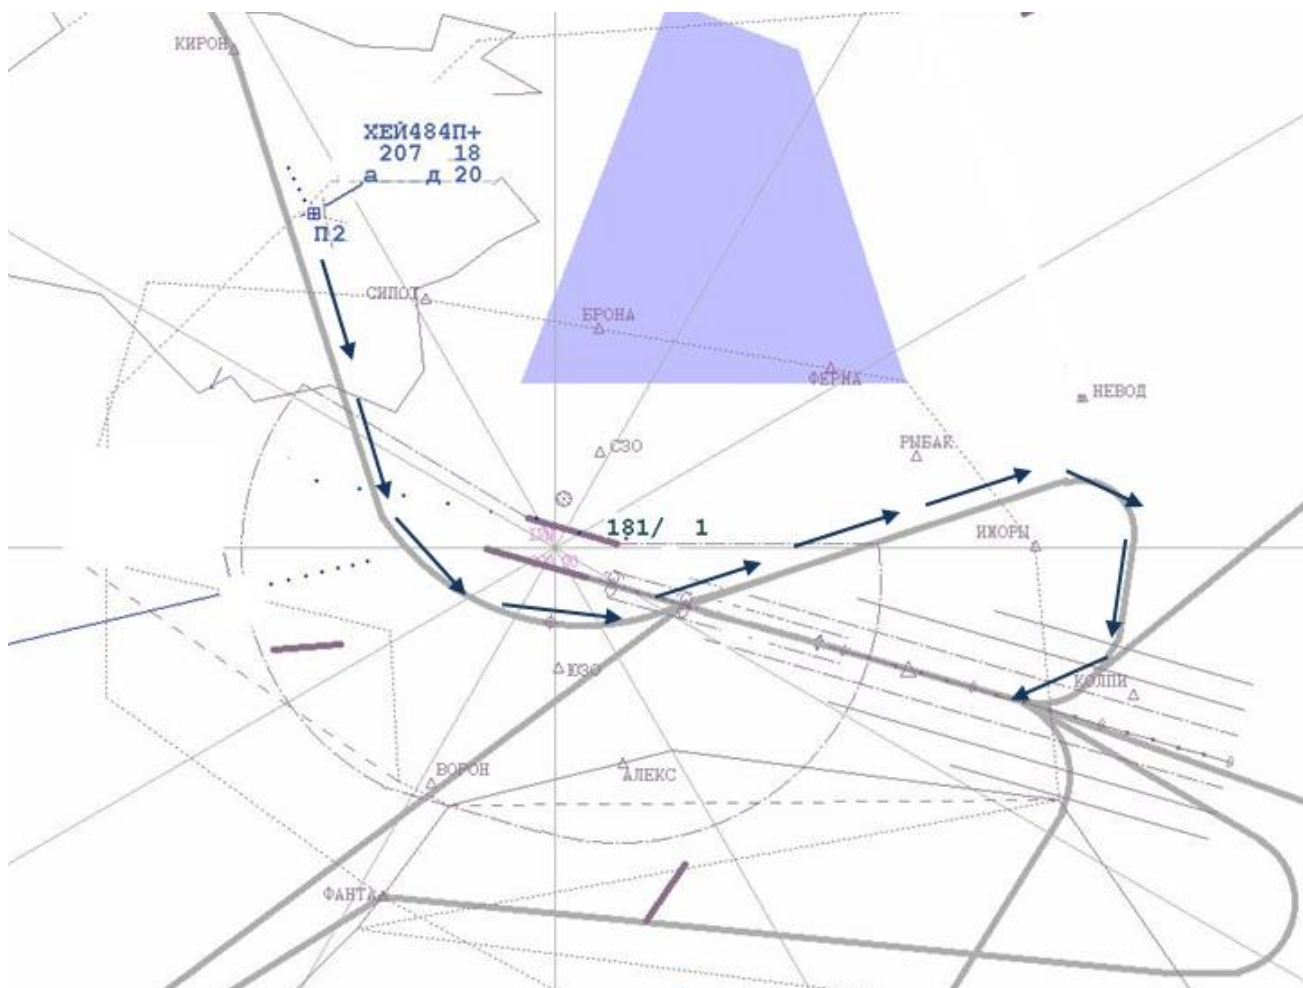 КИРОН
ХЕЙ484П+
207 18
а д 20
П2
СИПОТ
БРОНА
ФЕРМА
НЕВОД
РЫБАК
СЗО
181/ 1
ИЖОРЫ
ЮЗО
КОЛПИ
ВОРОН
АЛЕКС
ФАНТА